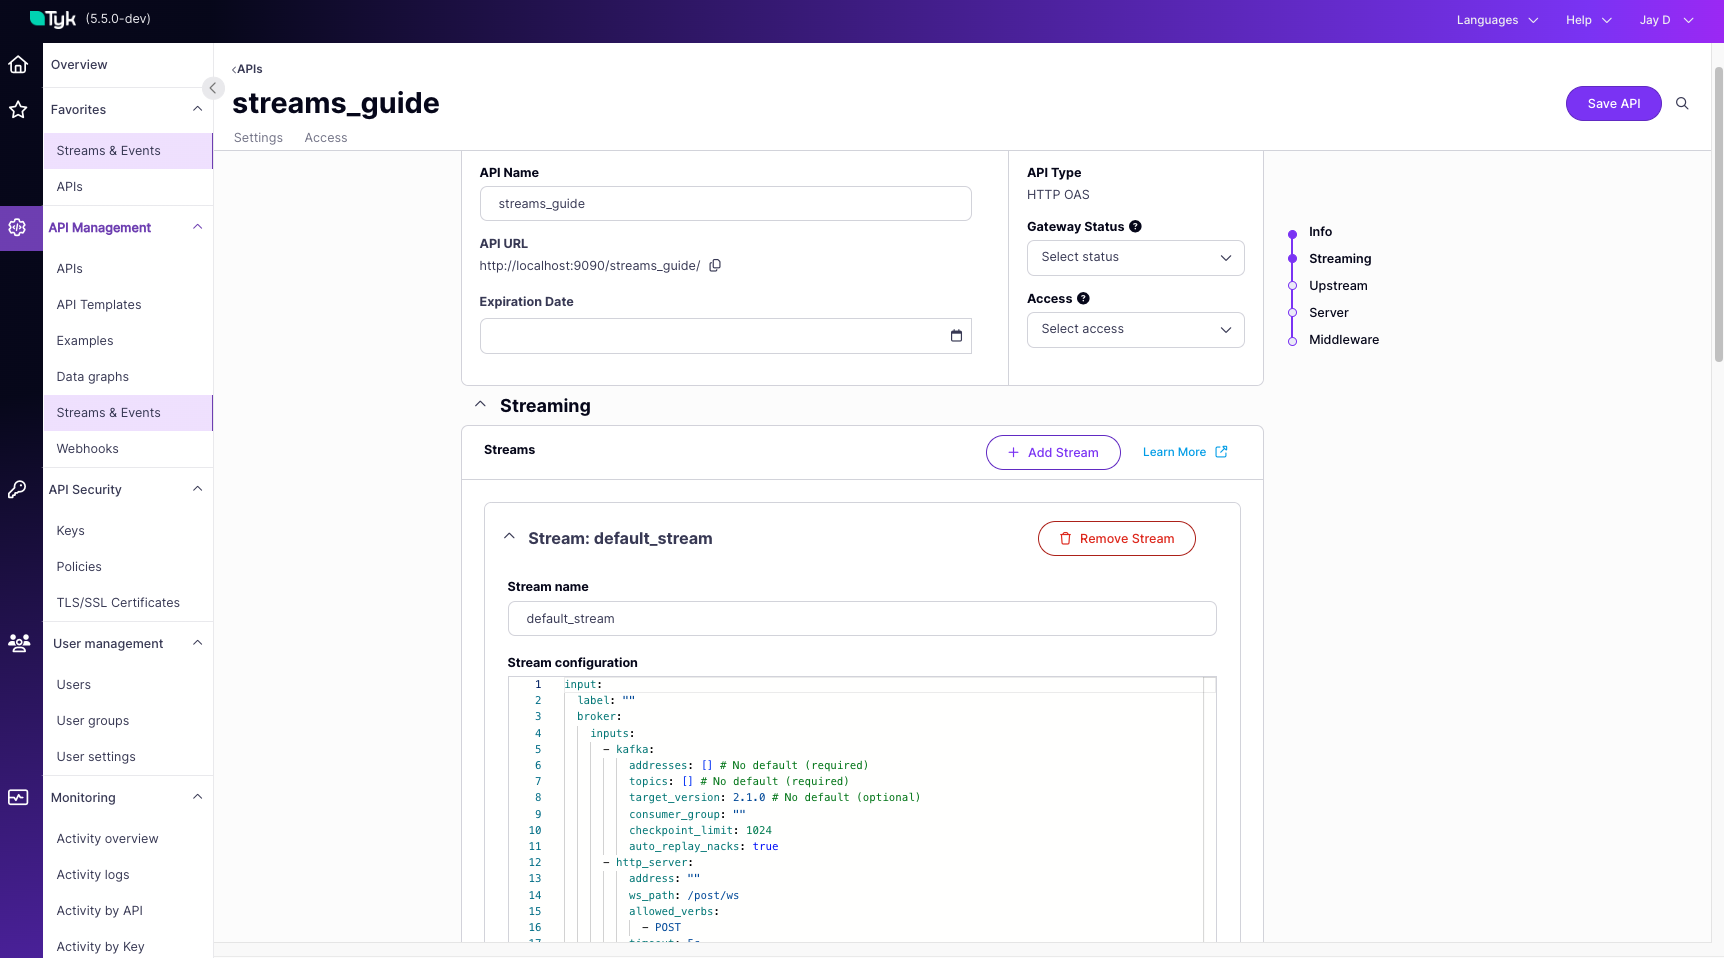 Tyk (5.5.0-dev)
Languages
Help
Jay D
Overview
Favorites
Streams & Events
APIs
API Management
APIs
API Templates
Examples
Data graphs
Streams & Events
Webhooks
API Security
Keys
Policies
TLS/SSL Certificates
User management
Users
User groups
User settings
Monitoring
Activity overview
Activity logs
Activity by API
Activity by Key
‹APIs
streams_guide
Save API
Settings Access
API Name
streams_guide
API URL
http://localhost:9090/streams_guide/
Expiration Date
API Type
HTTP OAS
Gateway Status ?
Select status
Access ?
Select access
Info
Streaming
Upstream
Server
Middleware
Streaming
Streams
+ Add Stream
Learn More
Stream: default_stream
Remove Stream
Stream name
default_stream
Stream configuration
1 input:
2 label: ""
3 broker:
4 inputs:
5 - kafka:
6 addresses: [] # No default (required)
7 topics: [] # No default (required)
8 target_version: 2.1.0 # No default (optional)
9 consumer_group: ""
10 checkpoint_limit: 1024
11 auto_replay_nacks: true
12 - http_server:
13 address: ""
14 ws_path: /post/ws
15 allowed_verbs:
16 - POST
17 timeout: 5s